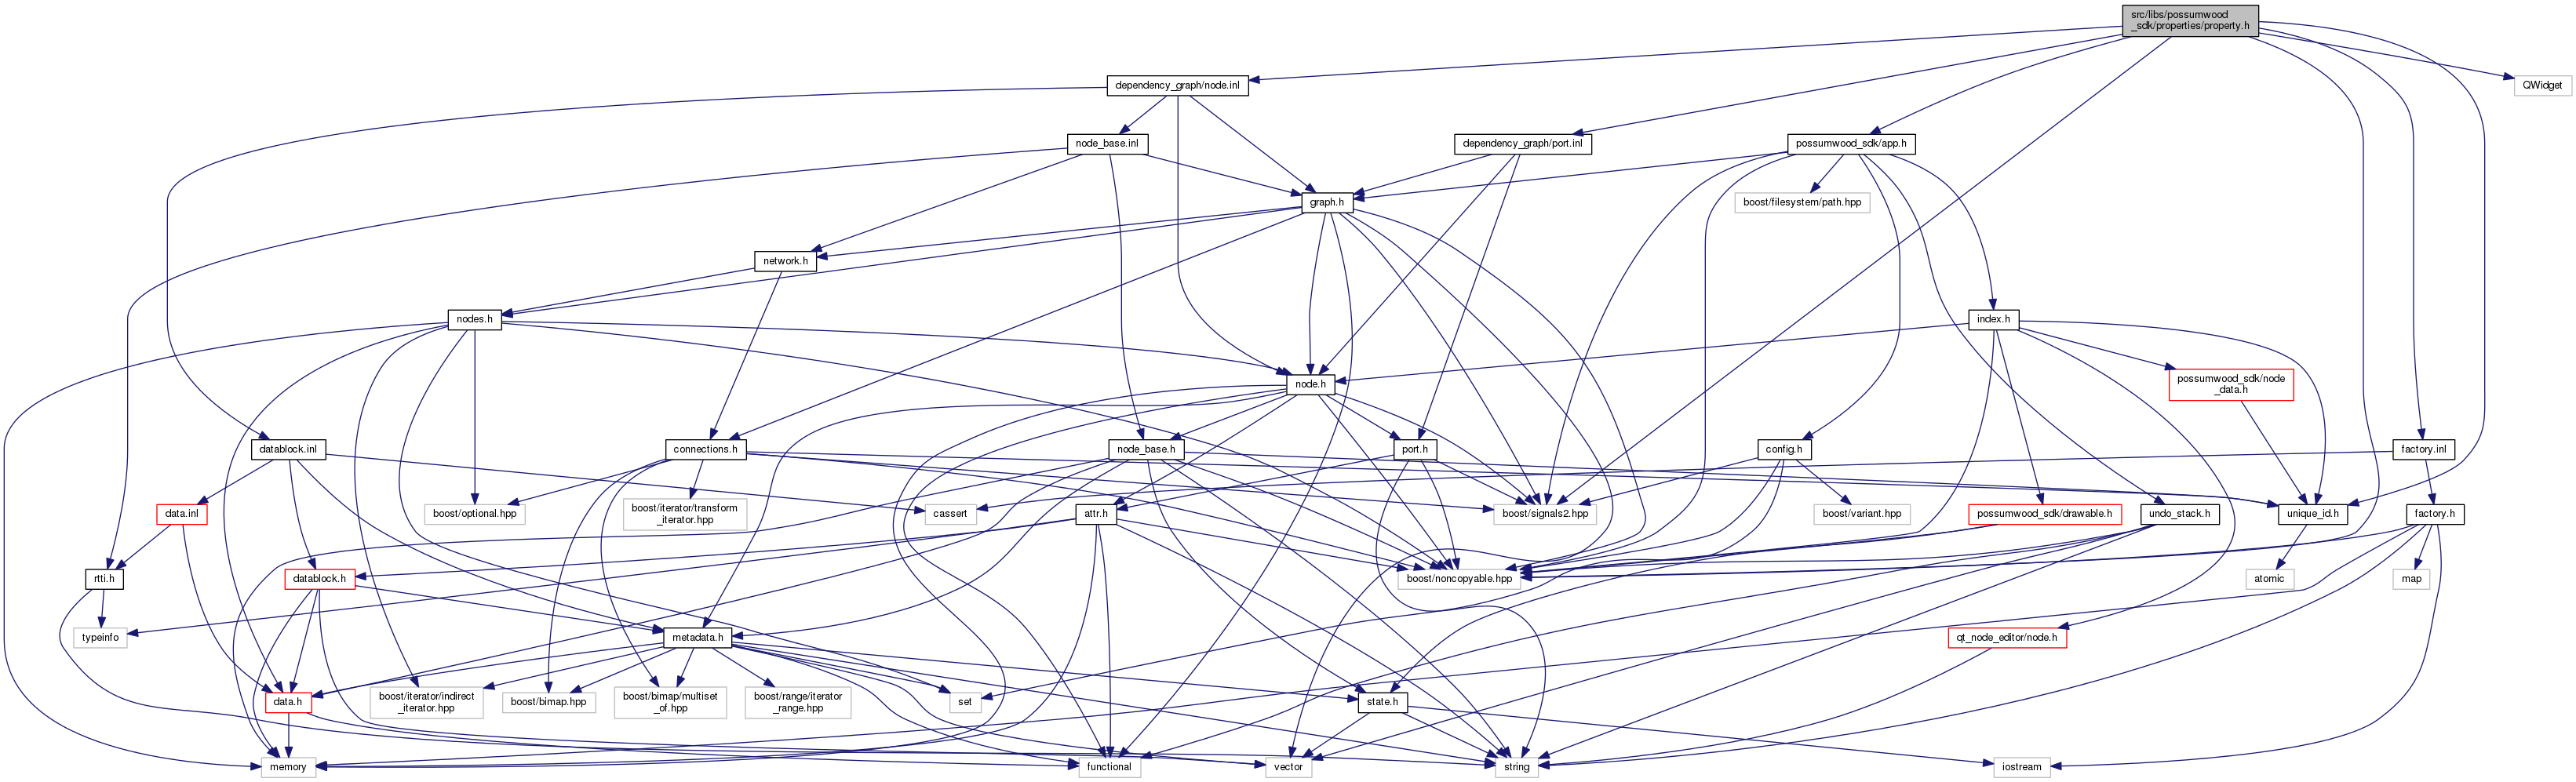 src/libs/possumwood
_sdk/properties/property.h
dependency_graph/node.inl
QWidget
node_base.inl
dependency_graph/port.inl
possumwood_sdk/app.h
graph.h
boost/filesystem/path.hpp
network.h
nodes.h
index.h
node.h
possumwood_sdk/node
_data.h
datablock.inl
connections.h
node_base.h
port.h
config.h
factory.inl
data.inl
boost/optional.hpp
boost/iterator/transform
_iterator.hpp
cassert
attr.h
boost/signals2.hpp
boost/variant.hpp
possumwood_sdk/drawable.h
undo_stack.h
unique_id.h
factory.h
rtti.h
datablock.h
boost/noncopyable.hpp
atomic
map
typeinfo
metadata.h
qt_node_editor/node.h
data.h
boost/iterator/indirect
_iterator.hpp
boost/bimap.hpp
boost/bimap/multiset
_of.hpp
boost/range/iterator
_range.hpp
set
state.h
memory
functional
vector
string
iostream